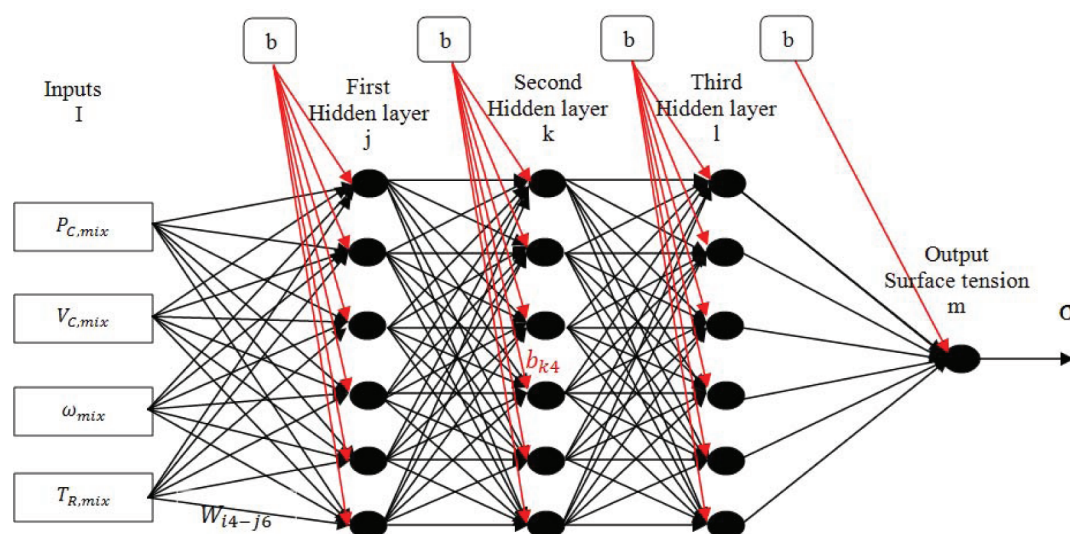 b
b
b
b
Inputs
I
First
Hidden layer
j
Second
Hidden layer
k
Third
Hidden layer
l
P_{C,mix}
V_{C,mix}
ω_{mix}
T_{R,mix}
W_{i4-j6}
b_{k4}
Output
Surface tension
m